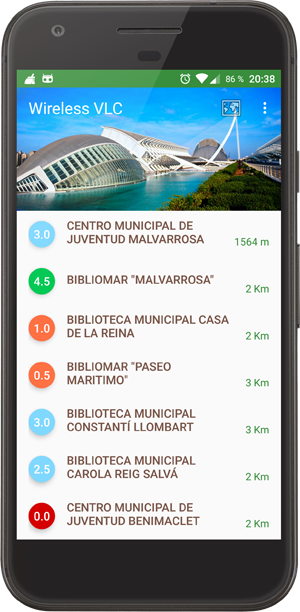 86 % 20:38
Wireless VLC
3.0 CENTRO MUNICIPAL DE
JUVENTUD MALVARROSA 1564 m
4.5 BIBLIOMAR "MALVARROSA" 2 Km
1.0 BIBLIOTECA MUNICIPAL CASA
DE LA REINA 2 Km
0.5 BIBLIOMAR "PASEO
MARITIMO" 3 Km
3.0 BIBLIOTECA MUNICIPAL
CONSTANTÍ LLOMBART 3 Km
2.5 BIBLIOTECA MUNICIPAL
CAROLA REIG SALVÁ 2 Km
0.0 CENTRO MUNICIPAL DE
JUVENTUD BENIMACLET 2 Km